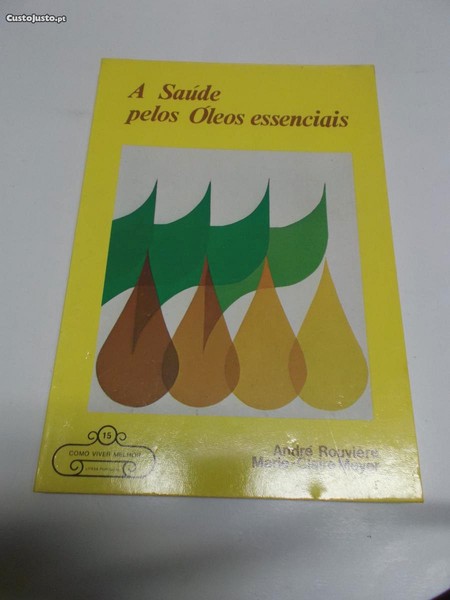 CustoJusto.pt
A Saúde
pelos Óleos essenciais
15
COMO VIVER MELHOR
André Rouvière
Marie-Claire Meyer